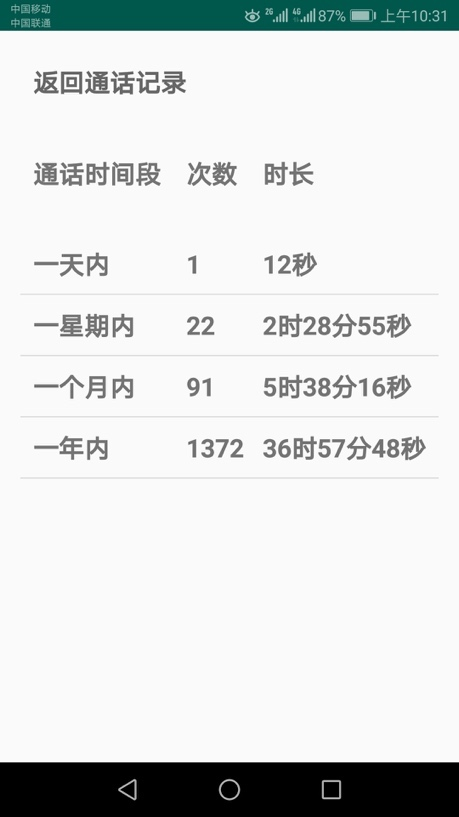 中国移动
中国联通
2G 4G 87% 上午10:31
返回通话记录
通话时间段 次数 时长
一天内 1 12秒
一星期内 22 2时28分55秒
一个月内 91 5时38分16秒
一年内 1372 36时57分48秒